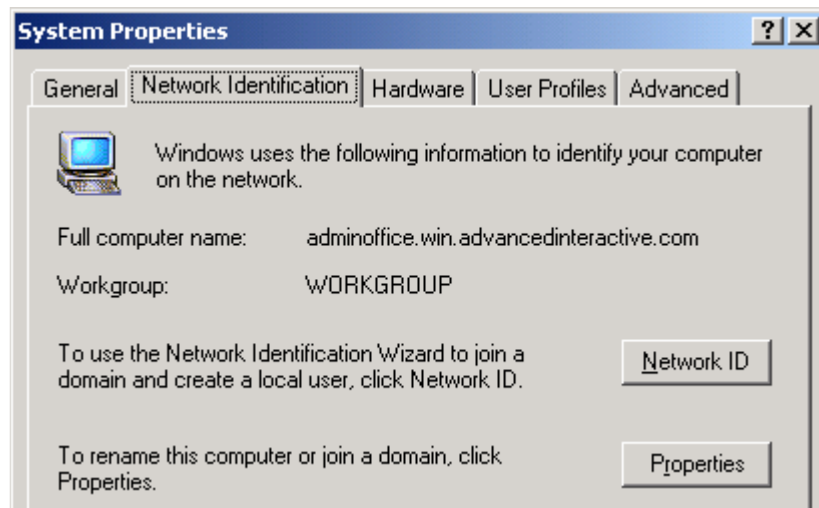 System Properties
General Network Identification Hardware User Profiles Advanced
Windows uses the following information to identify your computer
on the network.
Full computer name: adminoffice.win.advancedinteractive.com
Workgroup: WORKGROUP
To use the Network Identification Wizard to join a
domain and create a local user, click Network ID.
Network ID
To rename this computer or join a domain, click
Properties.
Properties